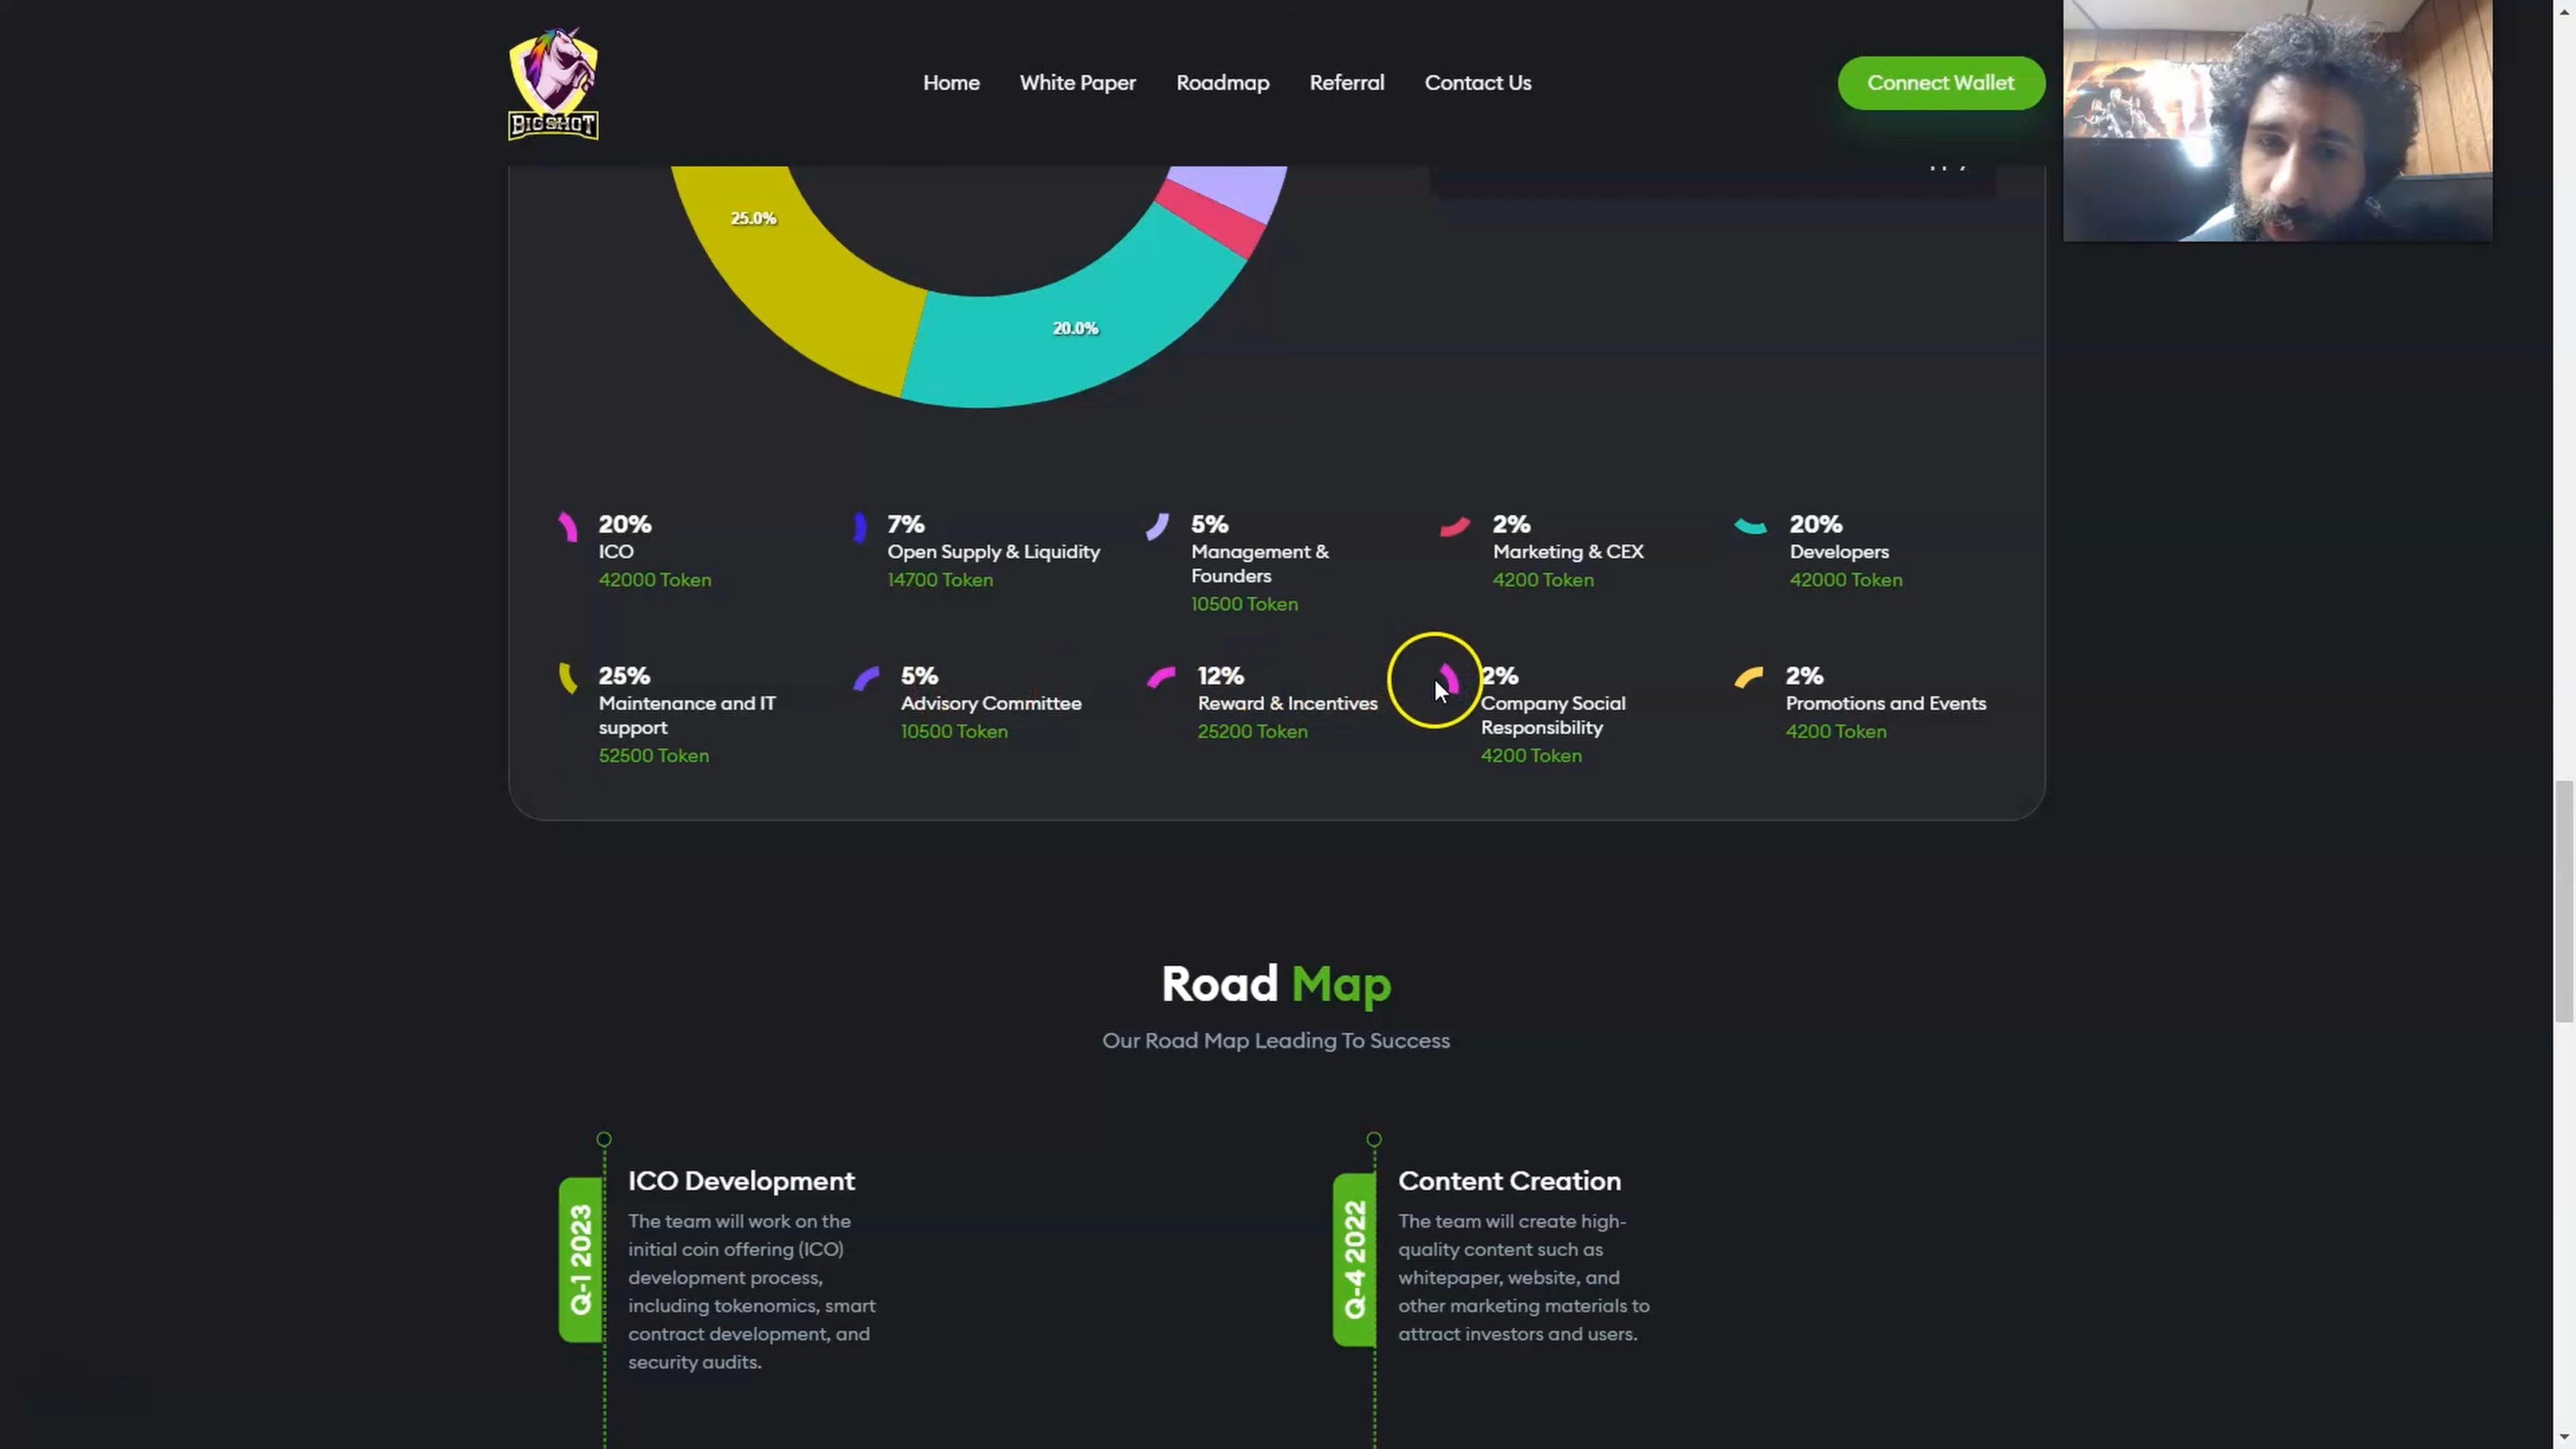 BIGSHOT
Home White Paper Roadmap Referral Contact Us
Connect Wallet
25.0%
20.0%
20%
ICO
42000 Token
7%
Open Supply & Liquidity
14700 Token
5%
Management &
Founders
10500 Token
2%
Marketing & CEX
4200 Token
20%
Developers
42000 Token
25%
Maintenance and IT
support
52500 Token
5%
Advisory Committee
10500 Token
12%
Reward & Incentives
25200 Token
2%
Company Social
Responsibility
4200 Token
2%
Promotions and Events
4200 Token
Road Map
Our Road Map Leading To Success
Q-1 2023
ICO Development
The team will work on the
initial coin offering (ICO)
development process,
including tokenomics, smart
contract development, and
security audits.
Q-4 2022
Content Creation
The team will create high-
quality content such as
whitepaper, website, and
other marketing materials to
attract investors and users.